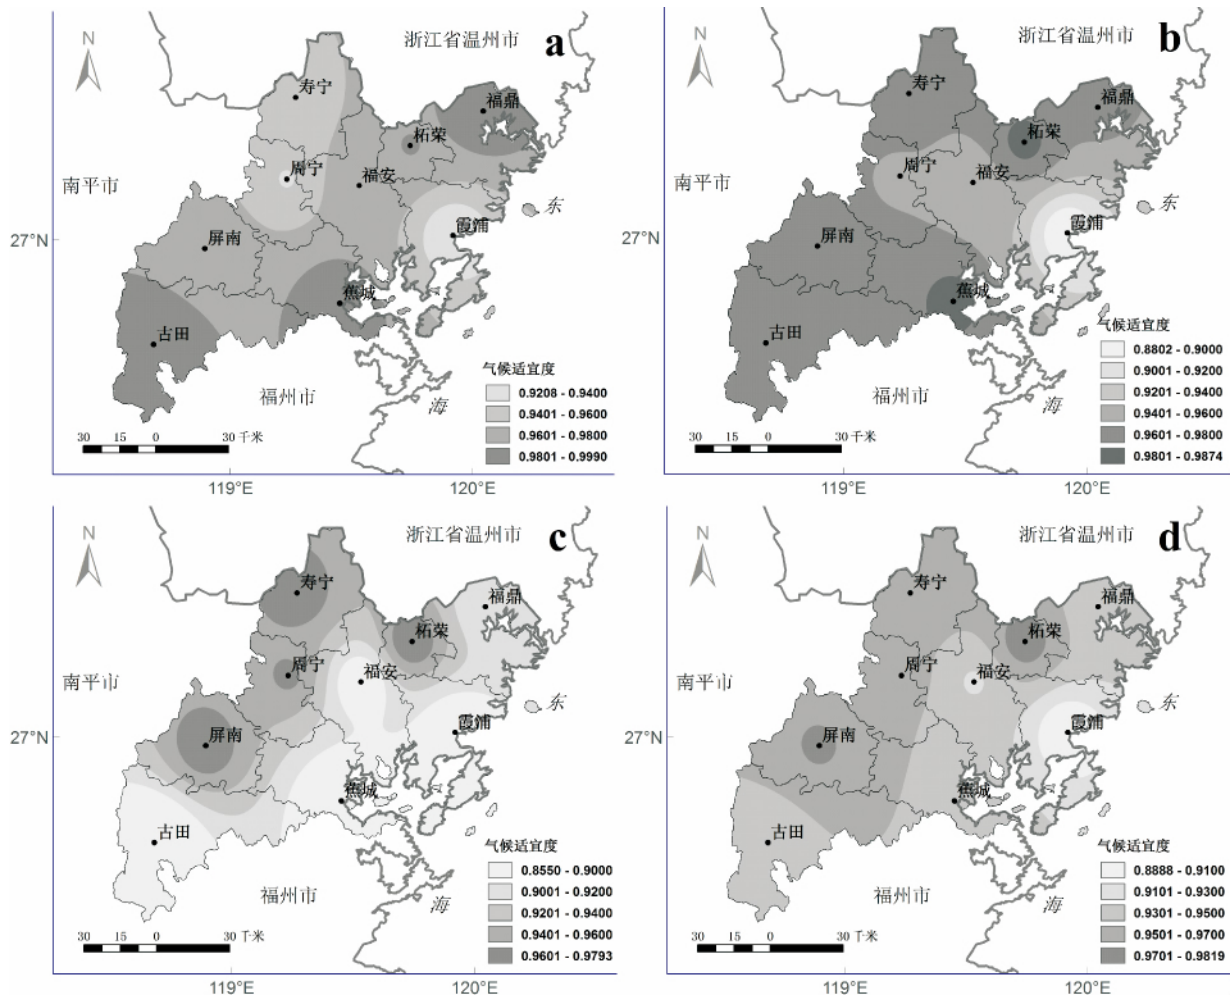 浙江省温州市
a
N
寿宁
福鼎
柘荣
周宁
福安
南平市
东
霞浦
27°N
屏南
蕉城
古田
气候适宜度
0.9208 - 0.9400
0.9401 - 0.9600
0.9601 - 0.9800
0.9801 - 0.9990
福州市
海
30 15 0 30 千米
119°E
120°E
浙江省温州市
b
N
寿宁
福鼎
柘荣
周宁
福安
南平市
东
霞浦
27°N
屏南
蕉城
古田
气候适宜度
0.8802 - 0.9000
0.9001 - 0.9200
0.9201 - 0.9400
0.9401 - 0.9600
0.9601 - 0.9800
0.9801 - 0.9874
福州市
海
30 15 0 30 千米
119°E
120°E
浙江省温州市
c
N
寿宁
福鼎
柘荣
周宁
福安
南平市
东
霞浦
27°N
屏南
蕉城
古田
气候适宜度
0.8550 - 0.9000
0.9001 - 0.9200
0.9201 - 0.9400
0.9401 - 0.9600
0.9601 - 0.9793
福州市
海
30 15 0 30 千米
119°E
120°E
浙江省温州市
d
N
寿宁
福鼎
柘荣
周宁
福安
南平市
东
霞浦
27°N
屏南
蕉城
古田
气候适宜度
0.8888 - 0.9100
0.9101 - 0.9300
0.9301 - 0.9500
0.9501 - 0.9700
0.9701 - 0.9819
福州市
海
30 15 0 30 千米
119°E
120°E